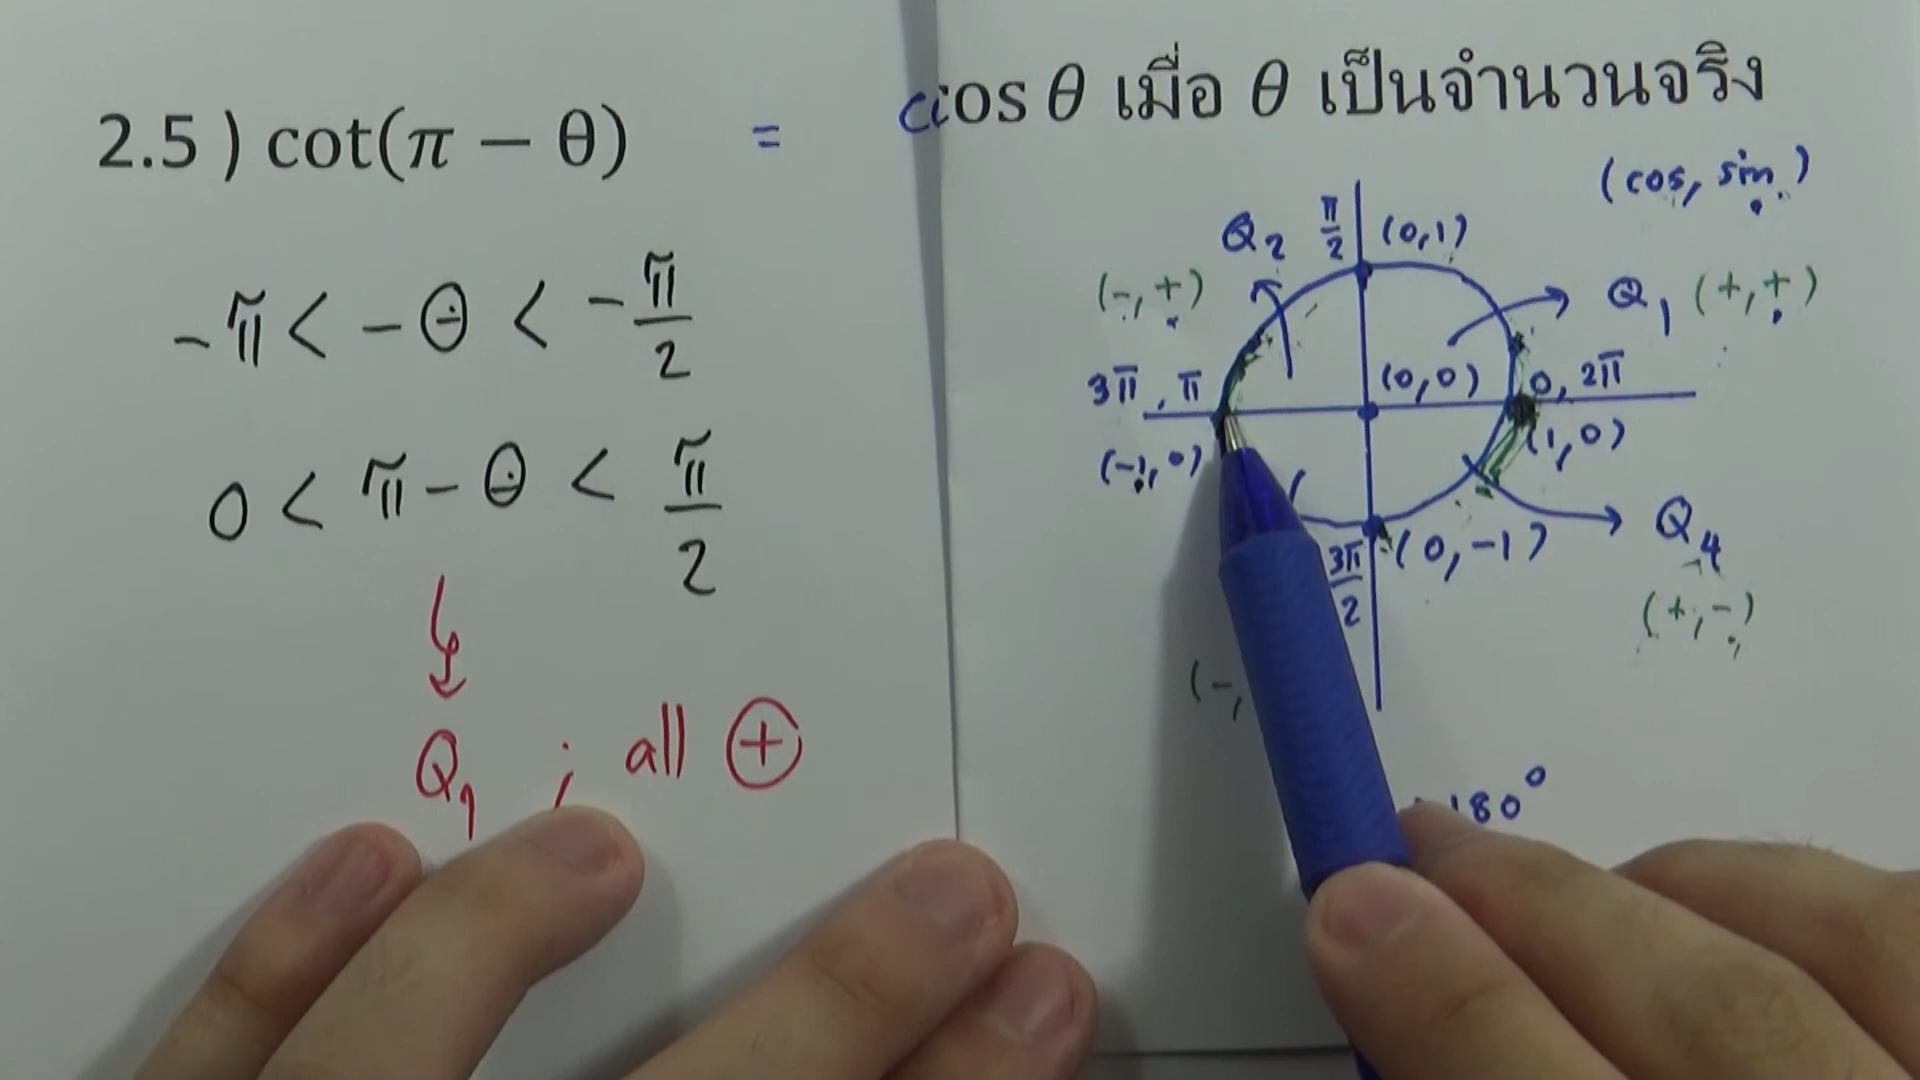 2.5 ) cot(π − θ) =
-π < -θ < -π/2
0 < π - θ < π/2
Q1 ; all ⊕
cos θ เมื่อ θ เป็นจำนวนจริง
(cos, sin)
Q2 π/2 (0,1)
(-,+) Q1 (+,+)
3π, π (0,0) 0, 2π
(-1,0) (1,0)
3π/2 (0,-1) Q4
(+,-)
(-,
180°